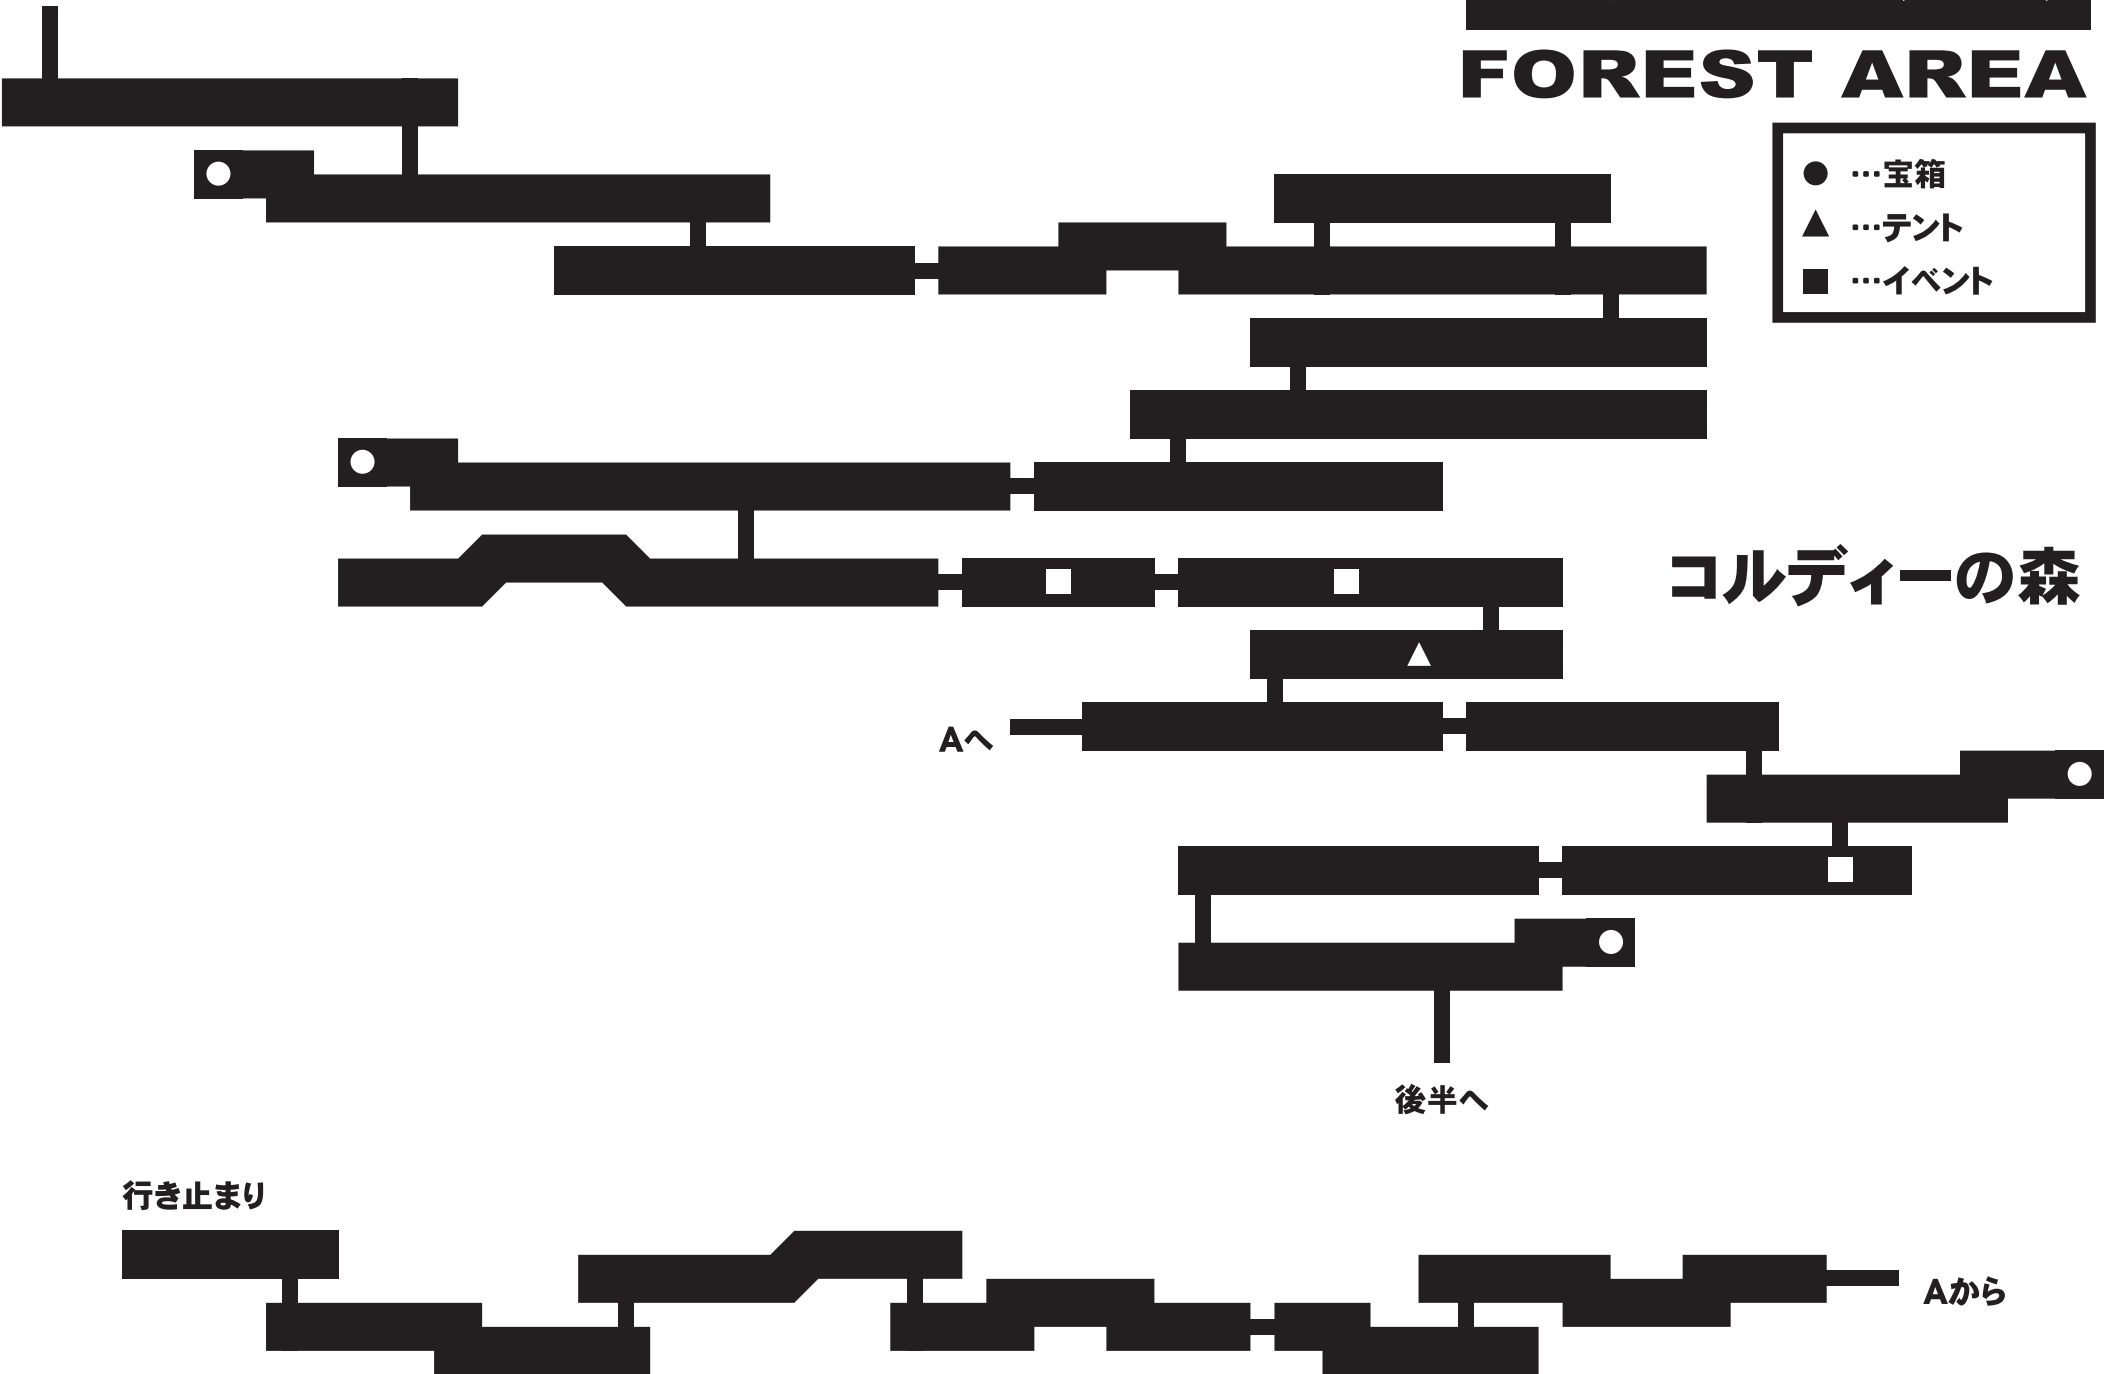 FOREST AREA
●…宝箱
▲…テント
■…イベント
コルディーの森
Aへ
後半へ
行き止まり
Aから